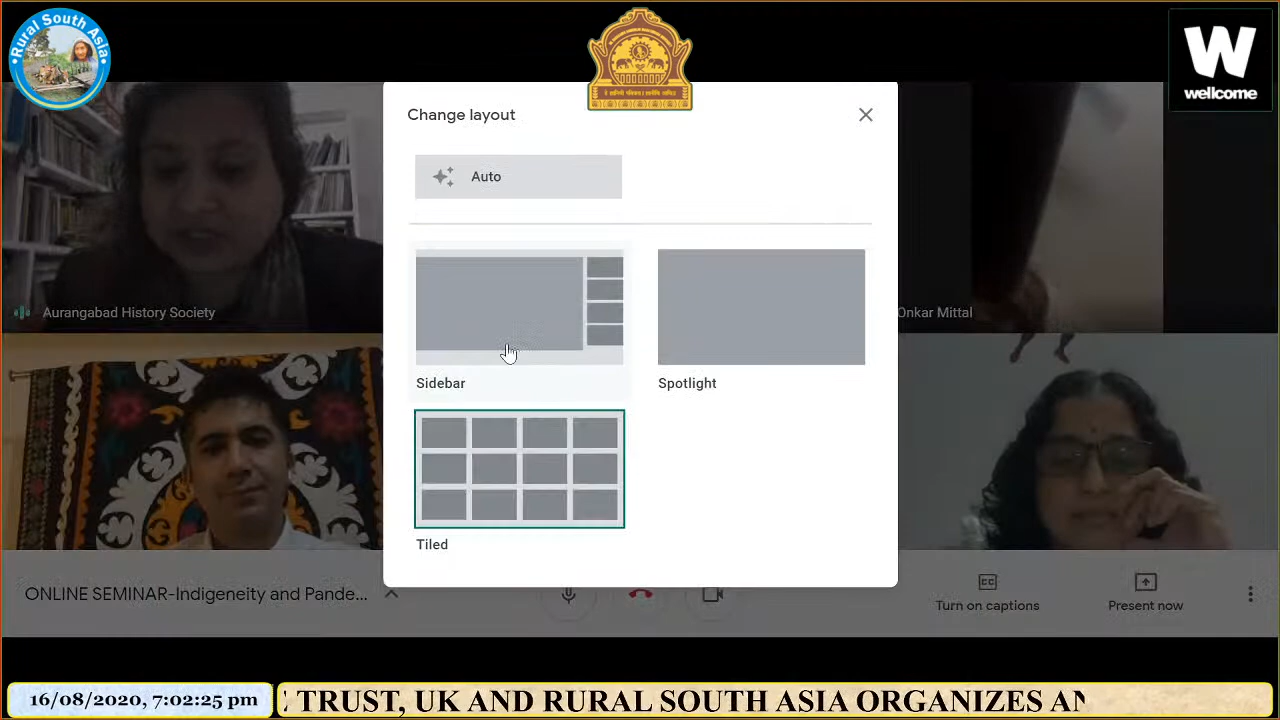 Rural South Asia
wellcome
Change layout
Auto
Aurangabad History Society
Onkar Mittal
Sidebar
Spotlight
Tiled
ONLINE SEMINAR-Indigeneity and Pande...
CC
Turn on captions
Present now
16/08/2020, 7:02:25 pm
TRUST, UK AND RURAL SOUTH ASIA ORGANIZES AN